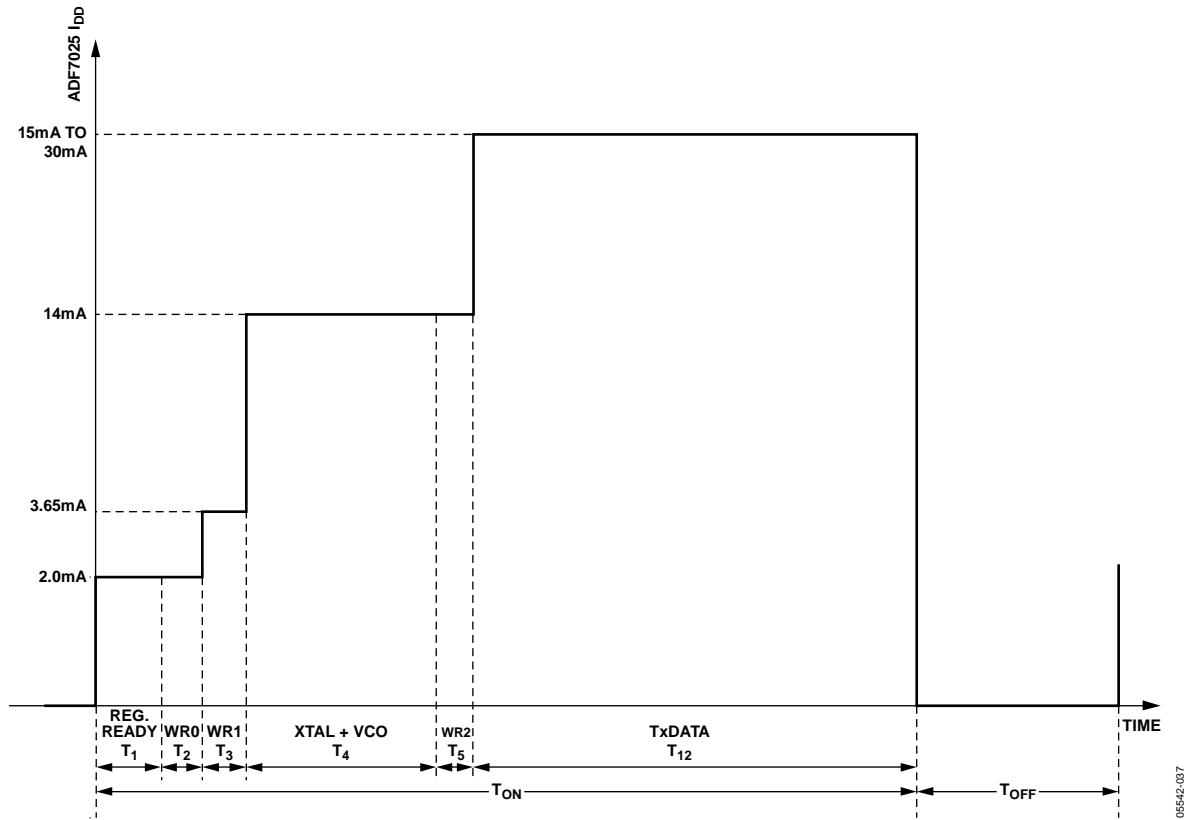 ADF7025 IDD
15mA TO
30mA
14mA
3.65mA
2.0mA
REG.
READY
T1
WR0
T2
WR1
T3
XTAL + VCO
T4
WR2
T5
TxDATA
T12
TIME
TON
TOFF
05542-037